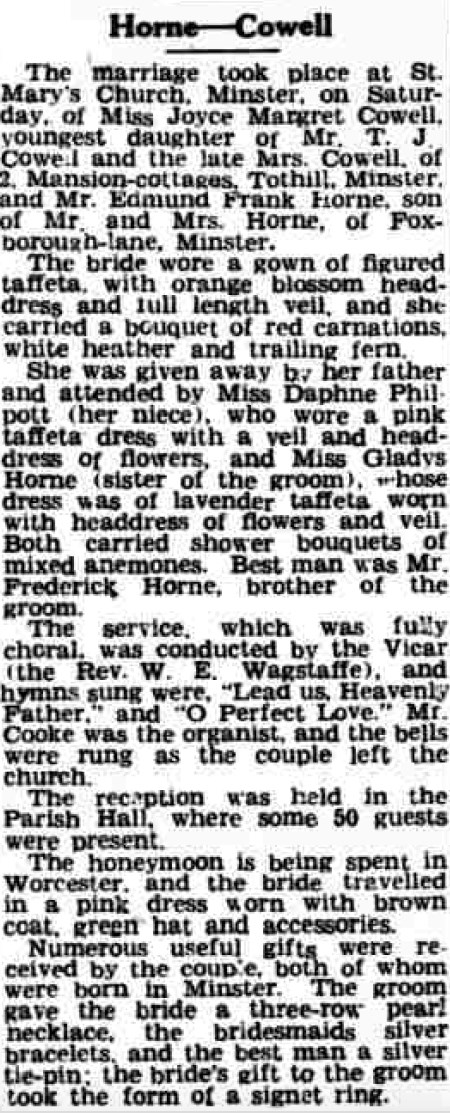 Horne—Cowell
The marriage took place at St.
Mary's Church, Minster, on Satur-
day, of Miss Joyce Margret Cowell,
youngest daughter of Mr. T. J.
Cowell and the late Mrs. Cowell, of
2, Mansion-cottages, Tothill, Minster,
and Mr. Edmund Frank Horne, son
of Mr. and Mrs. Horne, of Fox-
borough-lane, Minster.
The bride wore a gown of figured
taffeta, with orange blossom head-
dress and full length veil, and she
carried a bouquet of red carnations,
white heather and trailing fern.
She was given away by her father
and attended by Miss Daphne Phil-
pott (her niece), who wore a pink
taffeta dress with a veil and head-
dress of flowers, and Miss Gladys
Horne (sister of the groom), whose
dress was of lavender taffeta worn
with headdress of flowers and veil.
Both carried shower bouquets of
mixed anemones. Best man was Mr.
Frederick Horne, brother of the
groom.
The service, which was fully
choral, was conducted by the Vicar
(the Rev. W. E. Wagstaffe), and
hymns sung were, "Lead us, Heavenly
Father," and "O Perfect Love." Mr.
Cooke was the organist, and the bells
were rung as the couple left the
church.
The reception was held in the
Parish Hall, where some 50 guests
were present.
The honeymoon is being spent in
Worcester, and the bride travelled
in a pink dress worn with brown
coat, green hat and accessories.
Numerous useful gifts were re-
ceived by the couple, both of whom
were born in Minster. The groom
gave the bride a three-row pearl
necklace, the bridesmaids silver
bracelets, and the best man a silver
tie-pin; the bride's gift to the groom
took the form of a signet ring.